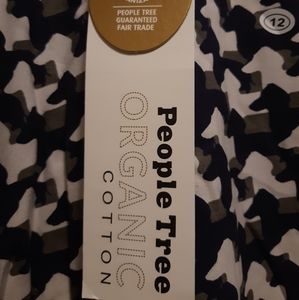 PEOPLE TREE
GUARANTEED
FAIR TRADE
12
People Tree
ORGANIC
COTTON